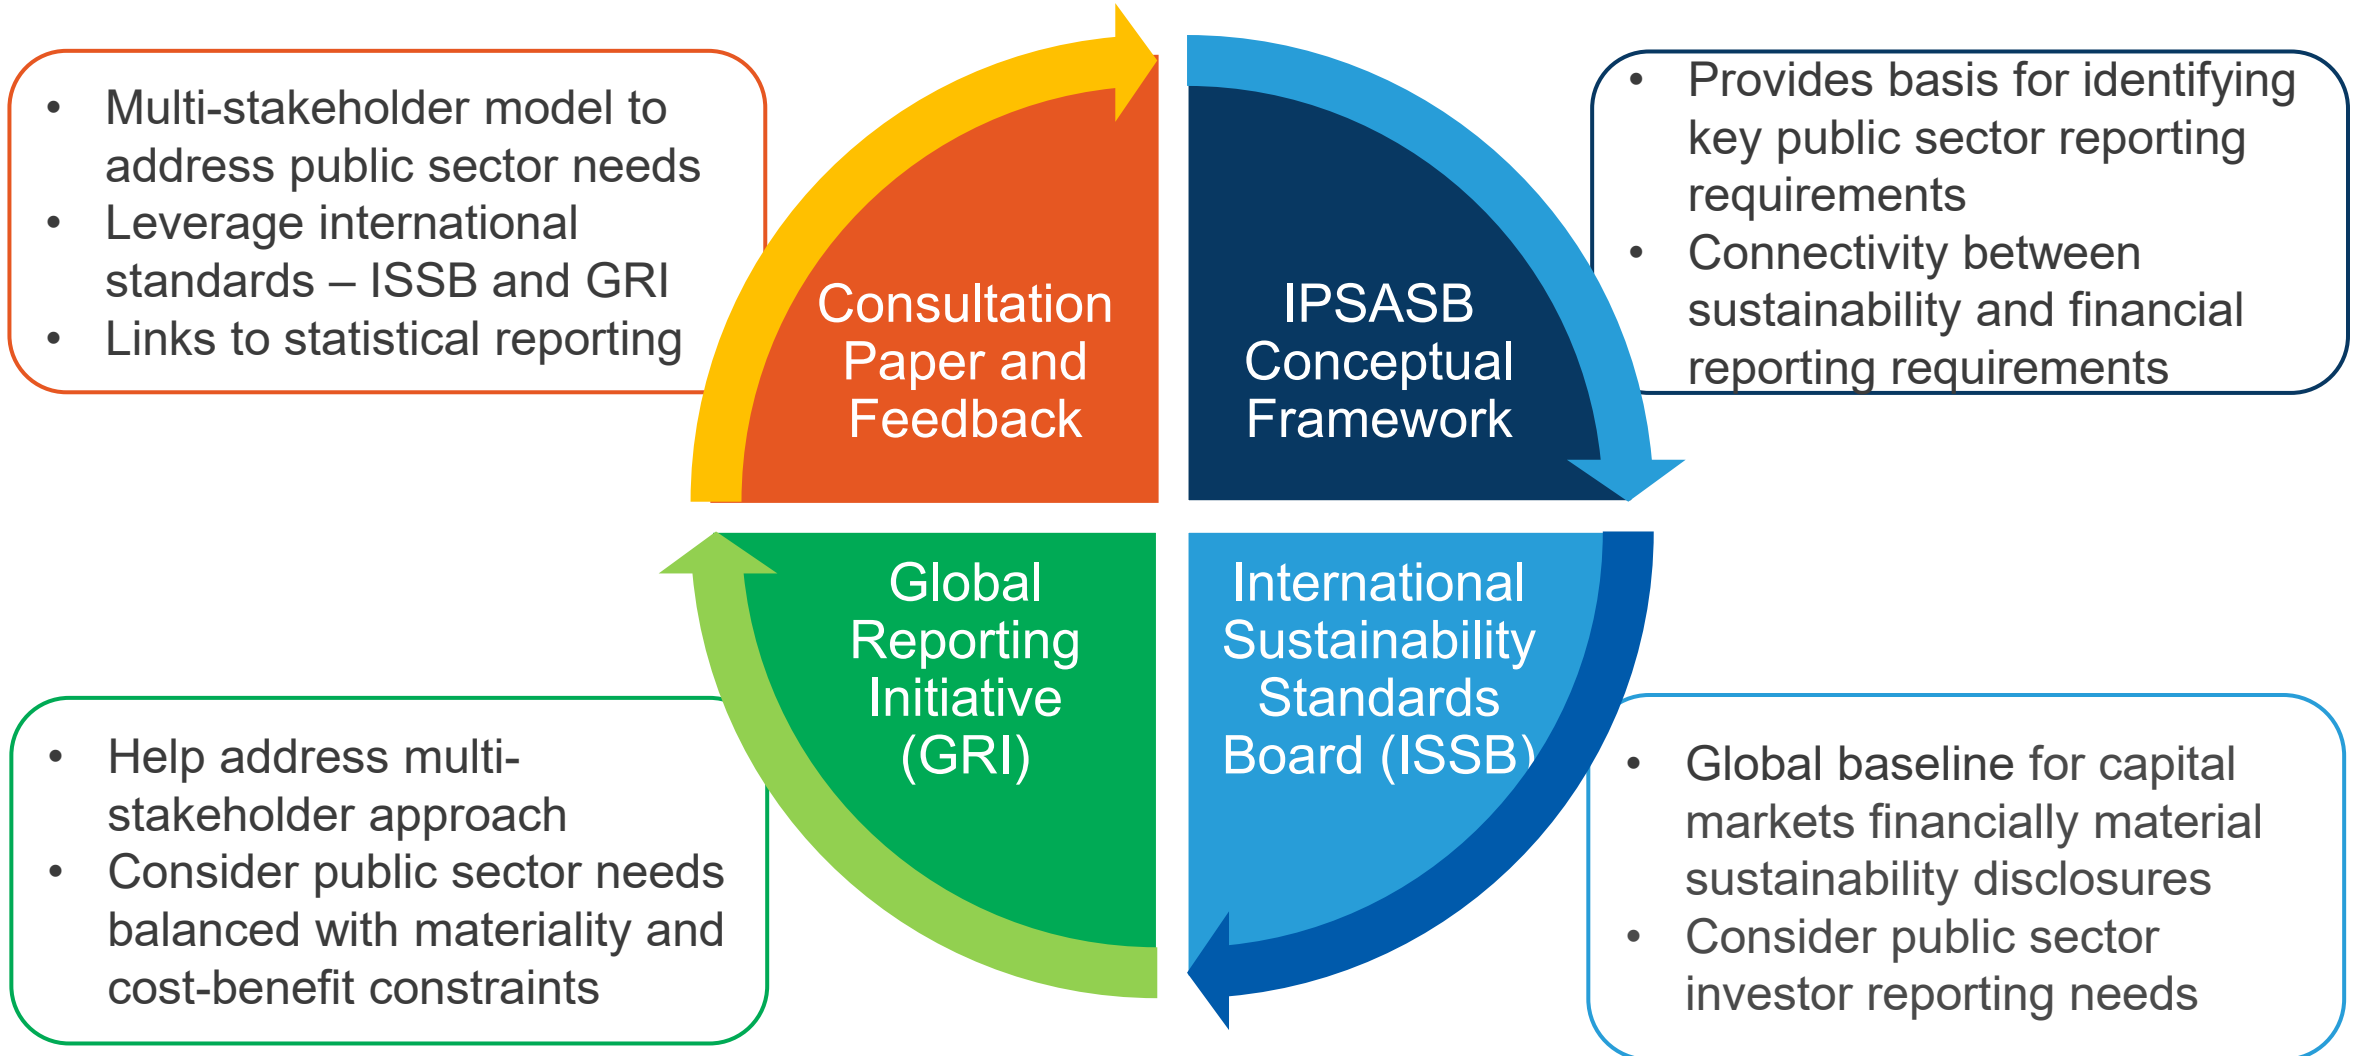 • Multi-stakeholder model to
address public sector needs
• Leverage international
standards – ISSB and GRI
• Links to statistical reporting
Consultation
Paper and
Feedback
IPSASB
Conceptual
Framework
• Provides basis for identifying
key public sector reporting
requirements
• Connectivity between
sustainability and financial
reporting requirements
Global
Reporting
Initiative
(GRI)
International
Sustainability
Standards
Board (ISSB)
• Help address multi-
stakeholder approach
• Consider public sector needs
balanced with materiality and
cost-benefit constraints
• Global baseline for capital
markets financially material
sustainability disclosures
• Consider public sector
investor reporting needs